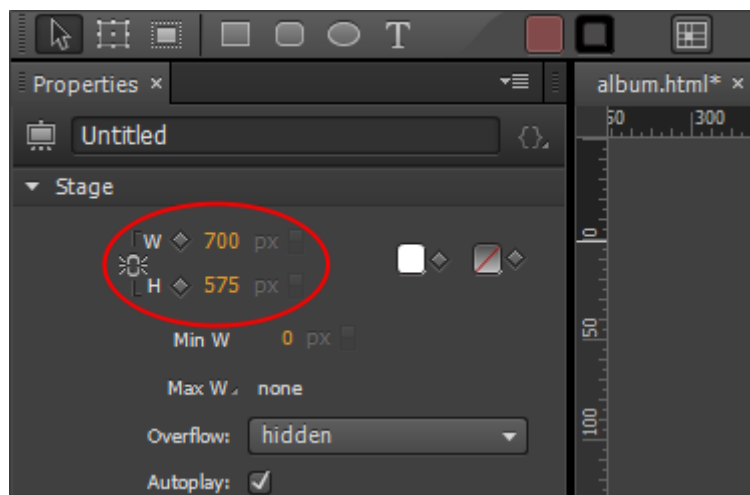 T
Properties × album.html* ×
Untitled {}
50 300
Stage
W 700 px
0
H 575 px
Min W 0 px
50
Max W none
100
Overflow: hidden
Autoplay: